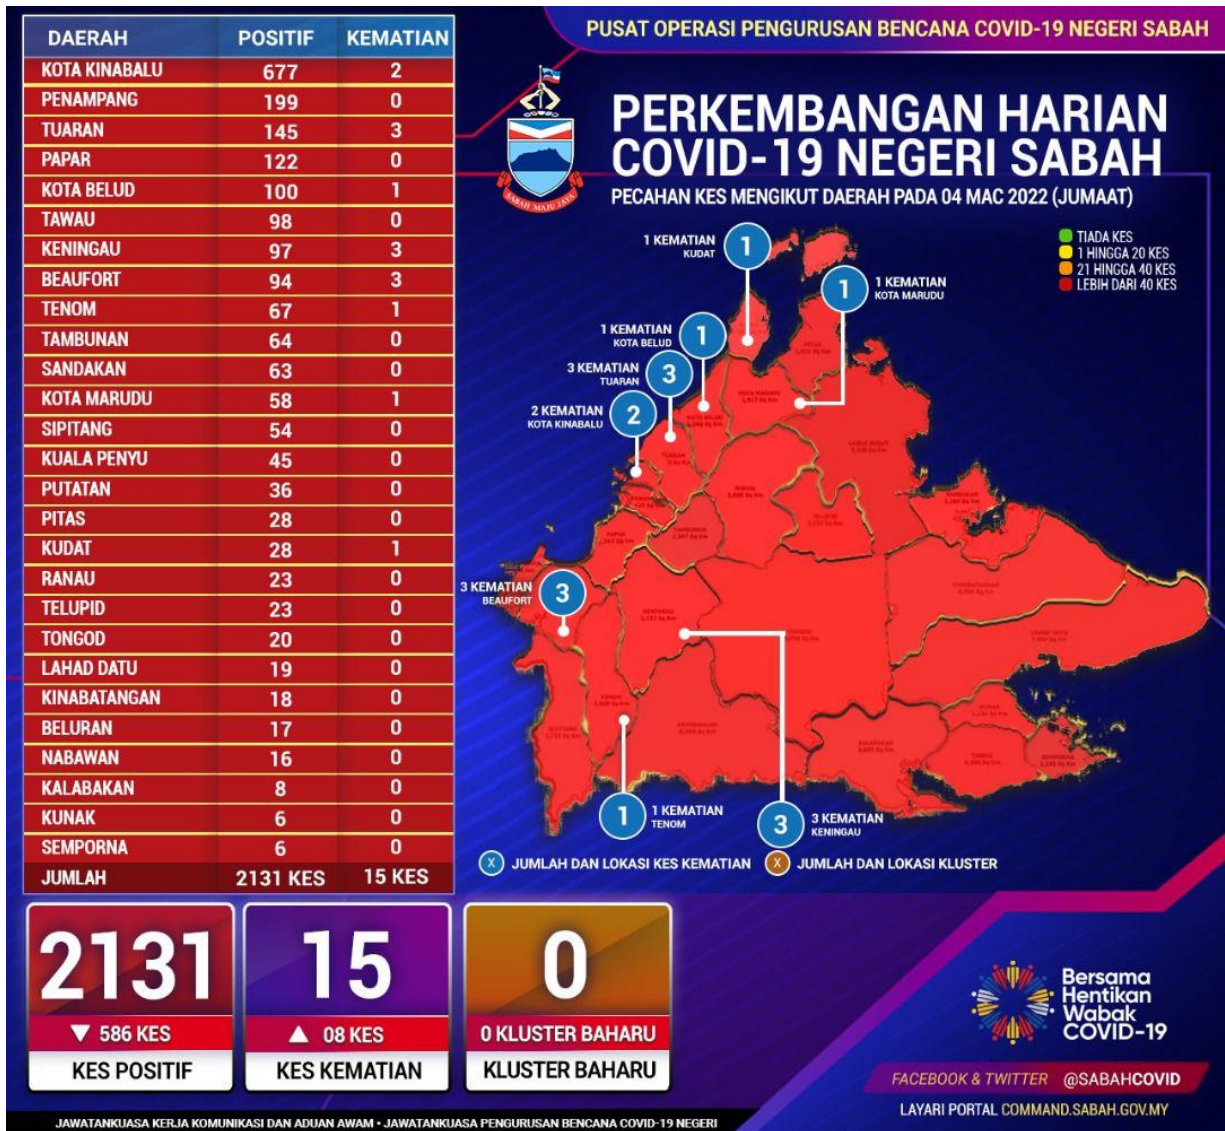 DAERAH POSITIF KEMATIAN
KOTA KINABALU 677 2
PENAMPANG 199 0
TUARAN 145 3
PAPAR 122 0
KOTA BELUD 100 1
TAWAU 98 0
KENINGAU 97 3
BEAUFORT 94 3
TENOM 67 1
TAMBUNAN 64 0
SANDAKAN 63 0
KOTA MARUDU 58 1
SIPITANG 54 0
KUALA PENYU 45 0
PUTATAN 36 0
PITAS 28 0
KUDAT 28 1
RANAU 23 0
TELUPID 23 0
TONGOD 20 0
LAHAD DATU 19 0
KINABATANGAN 18 0
BELURAN 17 0
NABAWAN 16 0
KALABAKAN 8 0
KUNAK 6 0
SEMPORNA 6 0
JUMLAH 2131 KES 15 KES
PUSAT OPERASI PENGURUSAN BENCANA COVID-19 NEGERI SABAH
SABAH MAJU JAYA
PERKEMBANGAN HARIAN
COVID-19 NEGERI SABAH
PECAHAN KES MENGIKUT DAERAH PADA 04 MAC 2022 (JUMAAT)
TIADA KES
1 HINGGA 20 KES
21 HINGGA 40 KES
LEBIH DARI 40 KES
1 KEMATIAN
KUDAT
1
1 KEMATIAN
KOTA MARUDU
1
1 KEMATIAN
KOTA BELUD
1
3 KEMATIAN
TUARAN
3
2 KEMATIAN
KOTA KINABALU
2
3 KEMATIAN
BEAUFORT
3
1 KEMATIAN
TENOM
1
3 KEMATIAN
KENINGAU
3
X JUMLAH DAN LOKASI KES KEMATIAN
X JUMLAH DAN LOKASI KLUSTER
2131
▼ 586 KES
KES POSITIF
15
▲ 08 KES
KES KEMATIAN
0
0 KLUSTER BAHARU
KLUSTER BAHARU
Bersama
Hentikan
Wabak
COVID-19
FACEBOOK & TWITTER @SABAHCOVID
LAYARI PORTAL COMMAND.SABAH.GOV.MY
JAWATANKUASA KERJA KOMUNIKASI DAN ADUAN AWAM • JAWATANKUASA PENGURUSAN BENCANA COVID-19 NEGERI